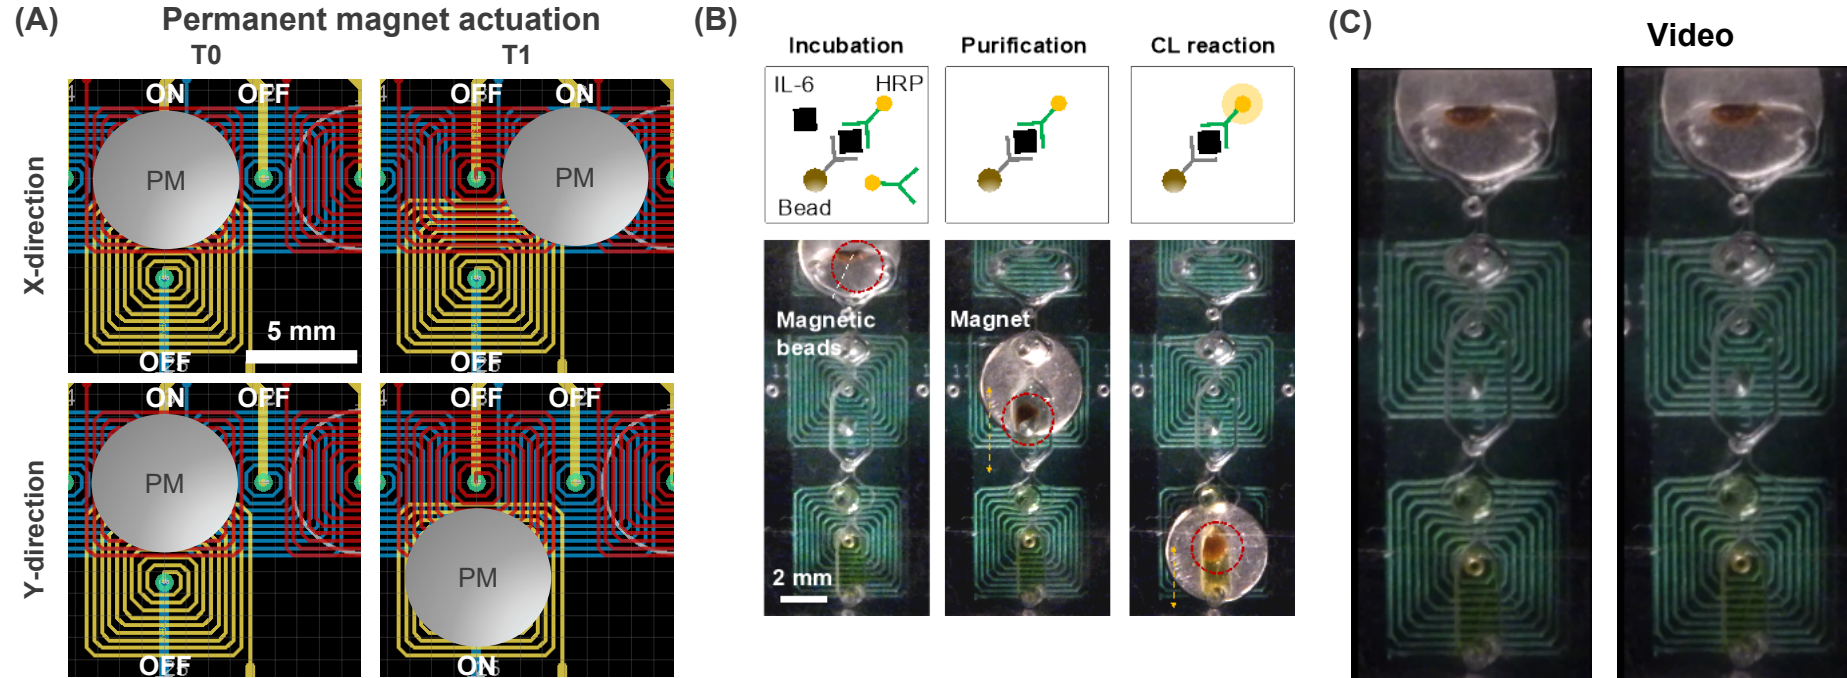 (A)
Permanent magnet actuation
T0
T1
X-direction
ON
OFF
PM
5 mm
OFF
OFF
ON
PM
OFF
Y-direction
ON
OFF
PM
OFF
OFF
OFF
PM
ON
(B)
Incubation
Purification
CL reaction
IL-6
HRP
Bead
Magnetic
beads
Magnet
2 mm
(C)
Video